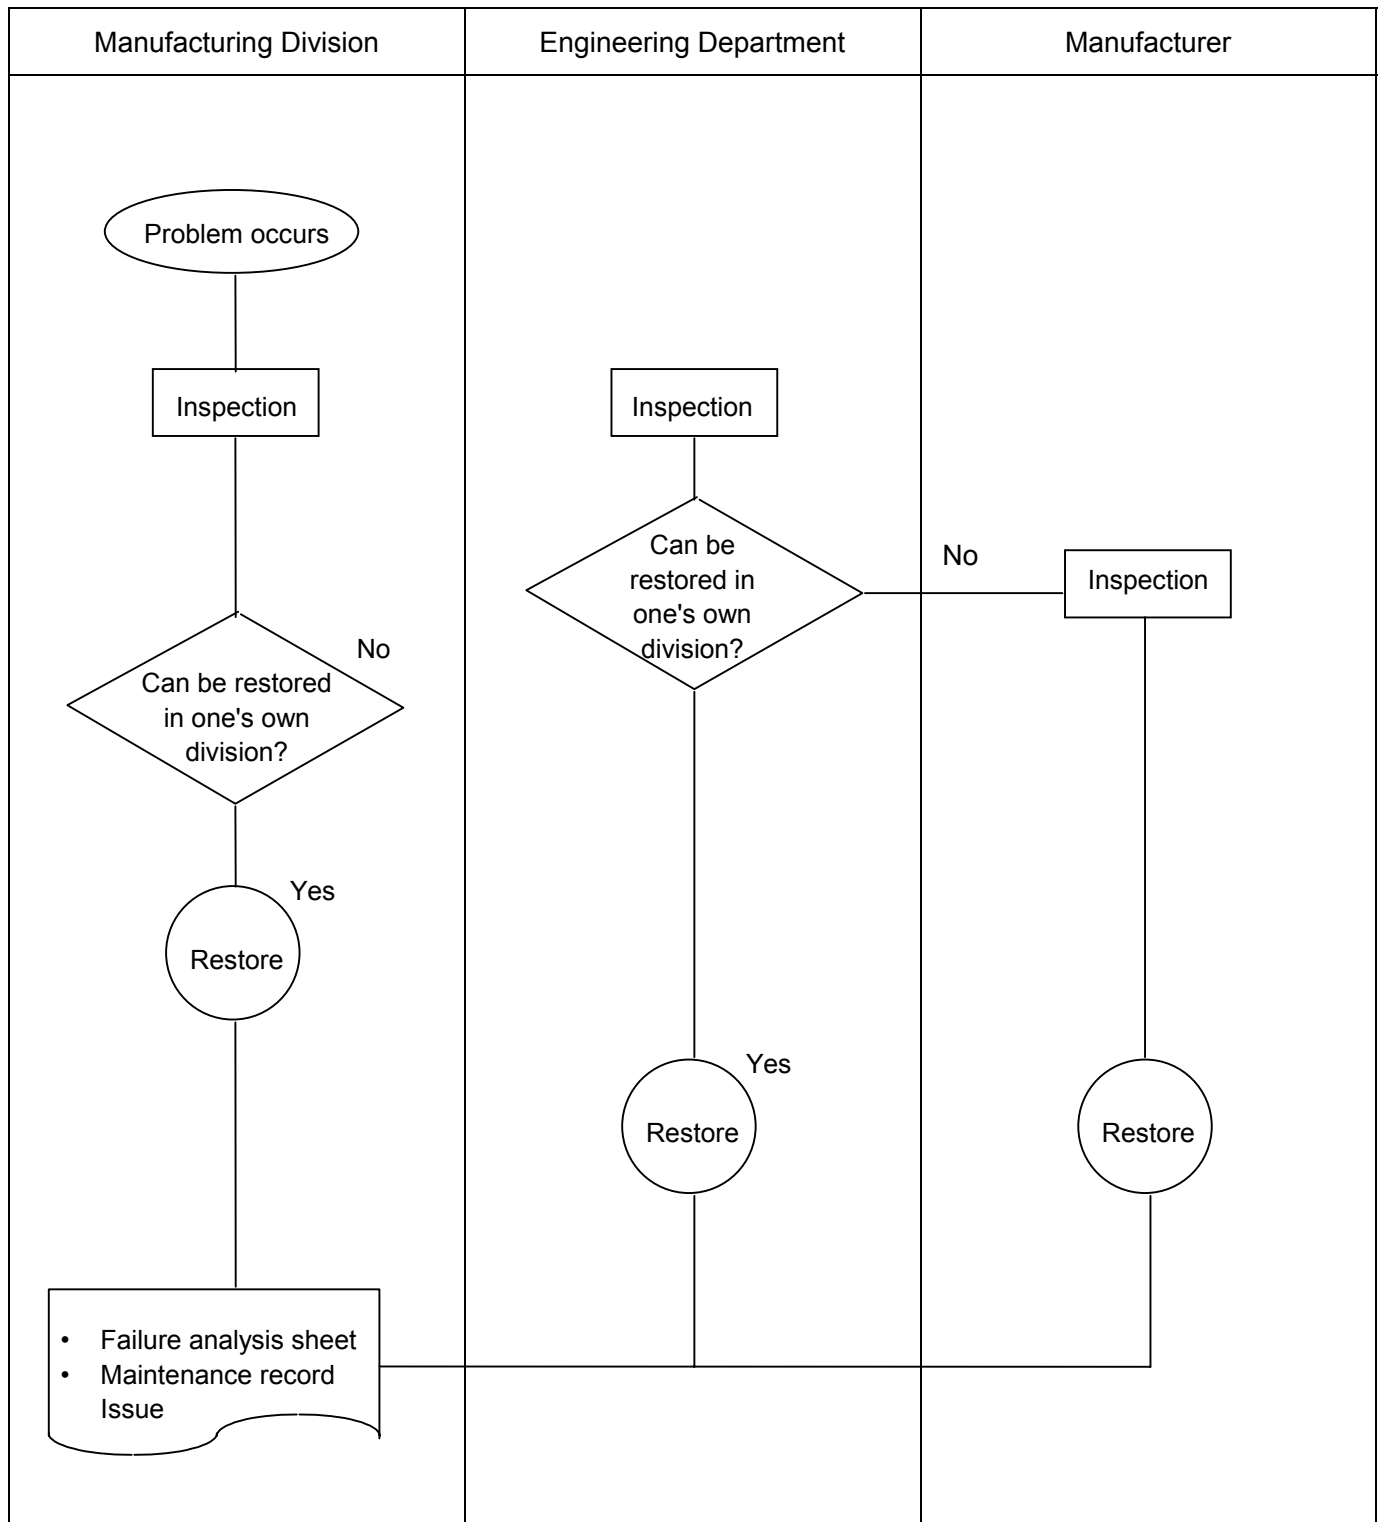 Manufacturing Division
Engineering Department
Manufacturer
Problem occurs
Inspection
Can be restored
in one's own
division?
No
Yes
Restore
• Failure analysis sheet
• Maintenance record
Issue
Inspection
Can be
restored in
one's own
division?
No
Yes
Restore
Inspection
Restore